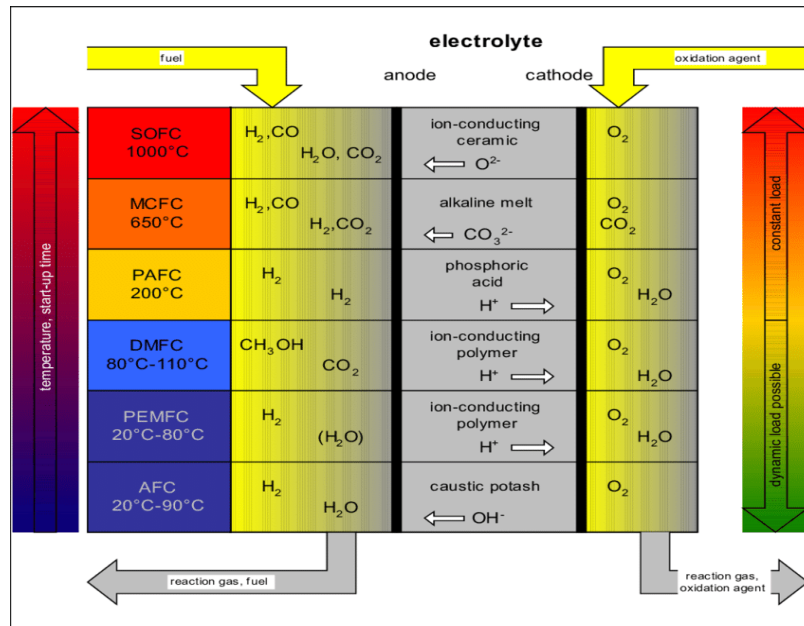 electrolyte
fuel
anode
cathode
oxidation agent
SOFC
1000°C
H₂,CO
H₂O, CO₂
ion-conducting
ceramic
O²⁻
O₂
MCFC
650°C
H₂,CO
H₂,CO₂
alkaline melt
CO₃²⁻
O₂
CO₂
PAFC
200°C
H₂
H₂
phosphoric
acid
H⁺
O₂
H₂O
DMFC
80°C-110°C
CH₃OH
CO₂
ion-conducting
polymer
H⁺
O₂
H₂O
PEMFC
20°C-80°C
H₂
(H₂O)
ion-conducting
polymer
H⁺
O₂
H₂O
AFC
20°C-90°C
H₂
H₂O
caustic potash
OH⁻
O₂
temperature, start-up time
constant load
dynamic load possible
reaction gas, fuel
reaction gas,
oxidation agent